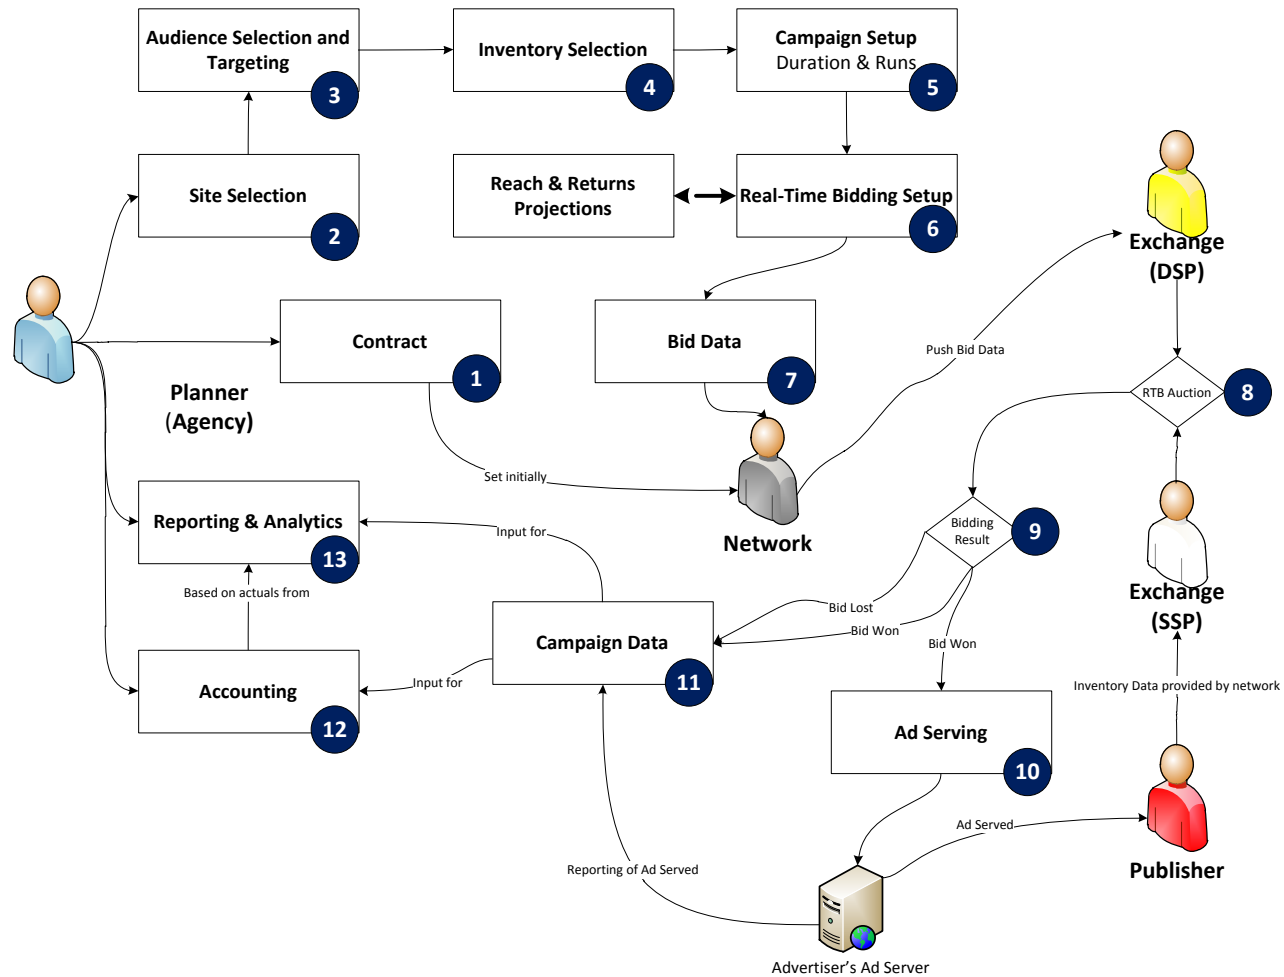 Audience Selection and
Targeting
3
Inventory Selection
4
Campaign Setup
Duration & Runs
5
Site Selection
2
Reach & Returns
Projections
Real-Time Bidding Setup
6
Exchange
(DSP)
Contract
1
Bid Data
7
Push Bid Data
Planner
(Agency)
RTB Auction
8
Set initially
Network
Reporting & Analytics
13
Input for
Bidding
Result
9
Based on actuals from
Exchange
(SSP)
Bid Lost
Bid Won
Bid Won
Campaign Data
11
Accounting
12
Input for
Inventory Data provided by network
Ad Serving
10
Ad Served
Reporting of Ad Served
Publisher
Advertiser's Ad Server